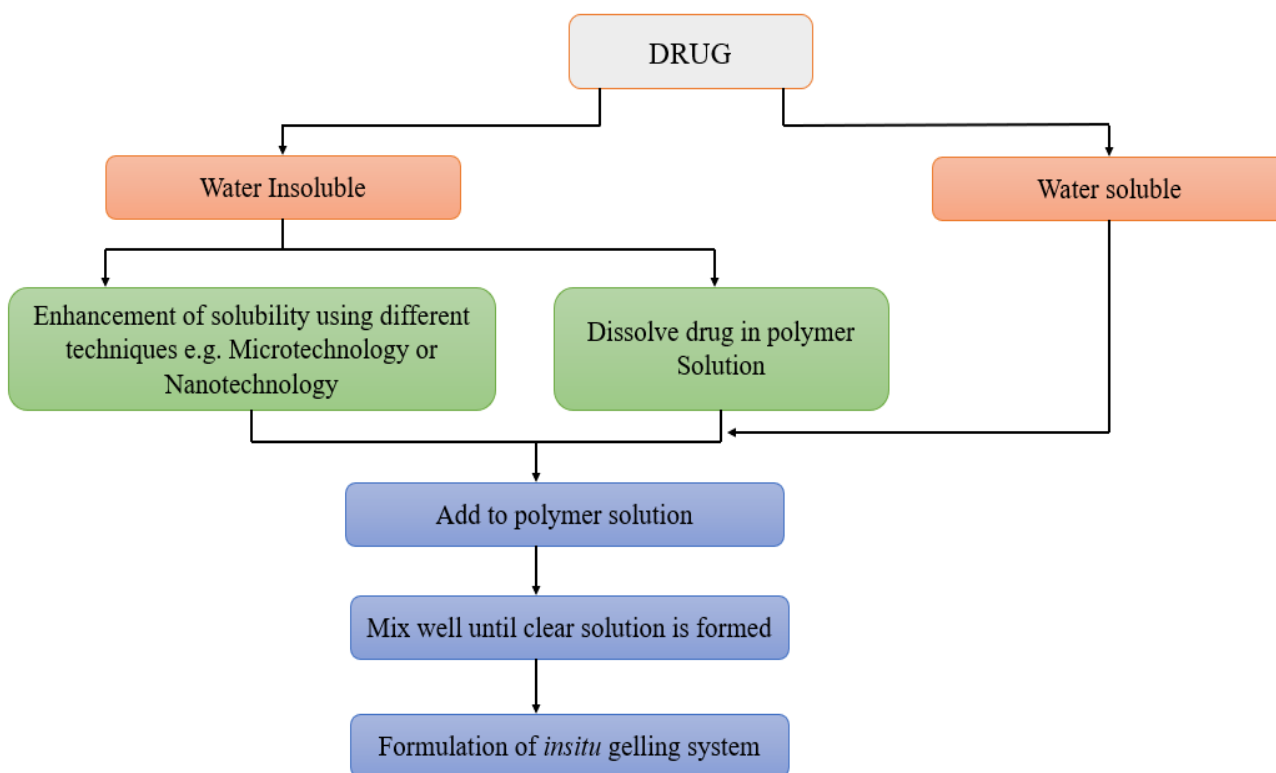 DRUG
Water Insoluble
Water soluble
Enhancement of solubility using different
techniques e.g. Microtechnology or
Nanotechnology
Dissolve drug in polymer
Solution
Add to polymer solution
Mix well until clear solution is formed
Formulation of insitu gelling system